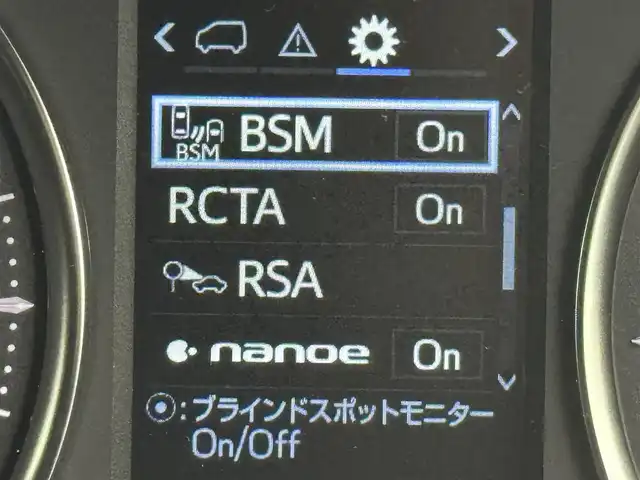 BSM BSM On
RCTA On
RSA
nanoe On
⦿:ブラインドスポットモニター
On/Off